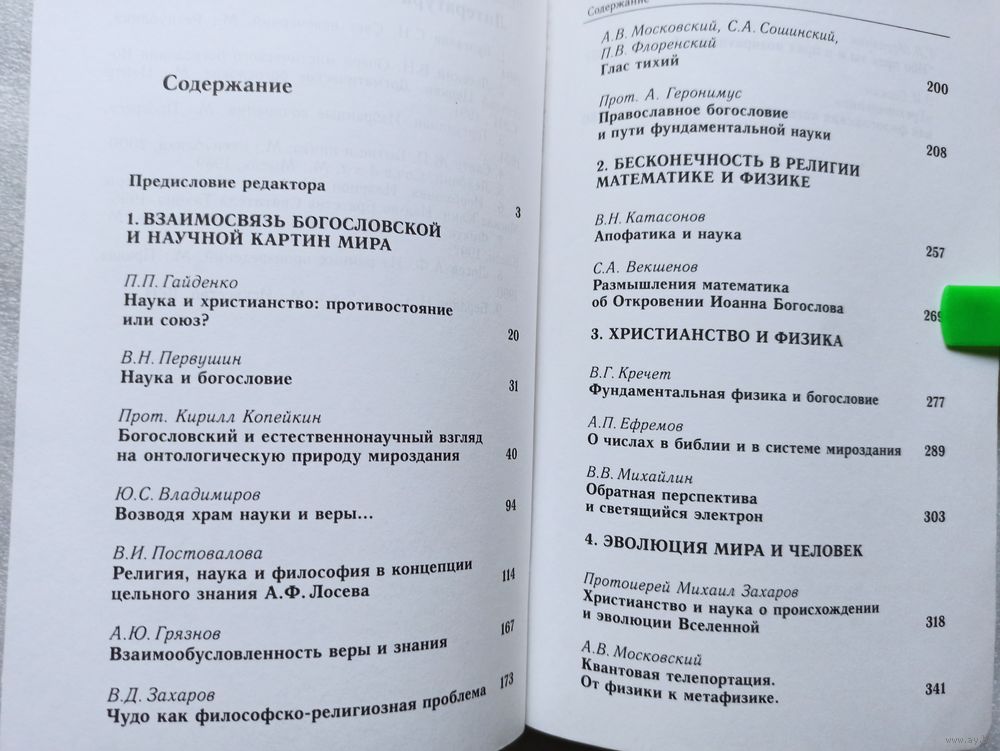 Содержание
Предисловие редактора 3
1. ВЗАИМОСВЯЗЬ БОГОСЛОВСКОЙ
И НАУЧНОЙ КАРТИН МИРА
П.П. Гайденко
Наука и христианство: противостояние
или союз? 20
В.Н. Первушин
Наука и богословие 31
Прот. Кирилл Копейкин
Богословский и естественнонаучный взгляд
на онтологическую природу мироздания 40
Ю.С. Владимиров
Возводя храм науки и веры... 94
В.И. Постовалова
Религия, наука и философия в концепции
цельного знания А.Ф. Лосева 114
А.Ю. Грязнов
Взаимообусловленность веры и знания 167
В.Д. Захаров
Чудо как философско-религиозная проблема 173
Содержание
А.В. Московский, С.А. Сошинский,
П.В. Флоренский
Глас тихий 200
Прот. А. Геронимус
Православное богословие
и пути фундаментальной науки 208
2. БЕСКОНЕЧНОСТЬ В РЕЛИГИИ
МАТЕМАТИКЕ И ФИЗИКЕ
В.Н. Катасонов
Апофатика и наука 257
С.А. Векшенов
Размышления математика
об Откровении Иоанна Богослова 269
3. ХРИСТИАНСТВО И ФИЗИКА
В.Г. Кречет
Фундаментальная физика и богословие 277
А.П. Ефремов
О числах в библии и в системе мироздания 289
В.В. Михайлин
Обратная перспектива
и светящийся электрон 303
4. ЭВОЛЮЦИЯ МИРА И ЧЕЛОВЕК
Протоиерей Михаил Захаров
Христианство и наука о происхождении
и эволюции Вселенной 318
А.В. Московский
Квантовая телепортация.
От физики к метафизике. 341